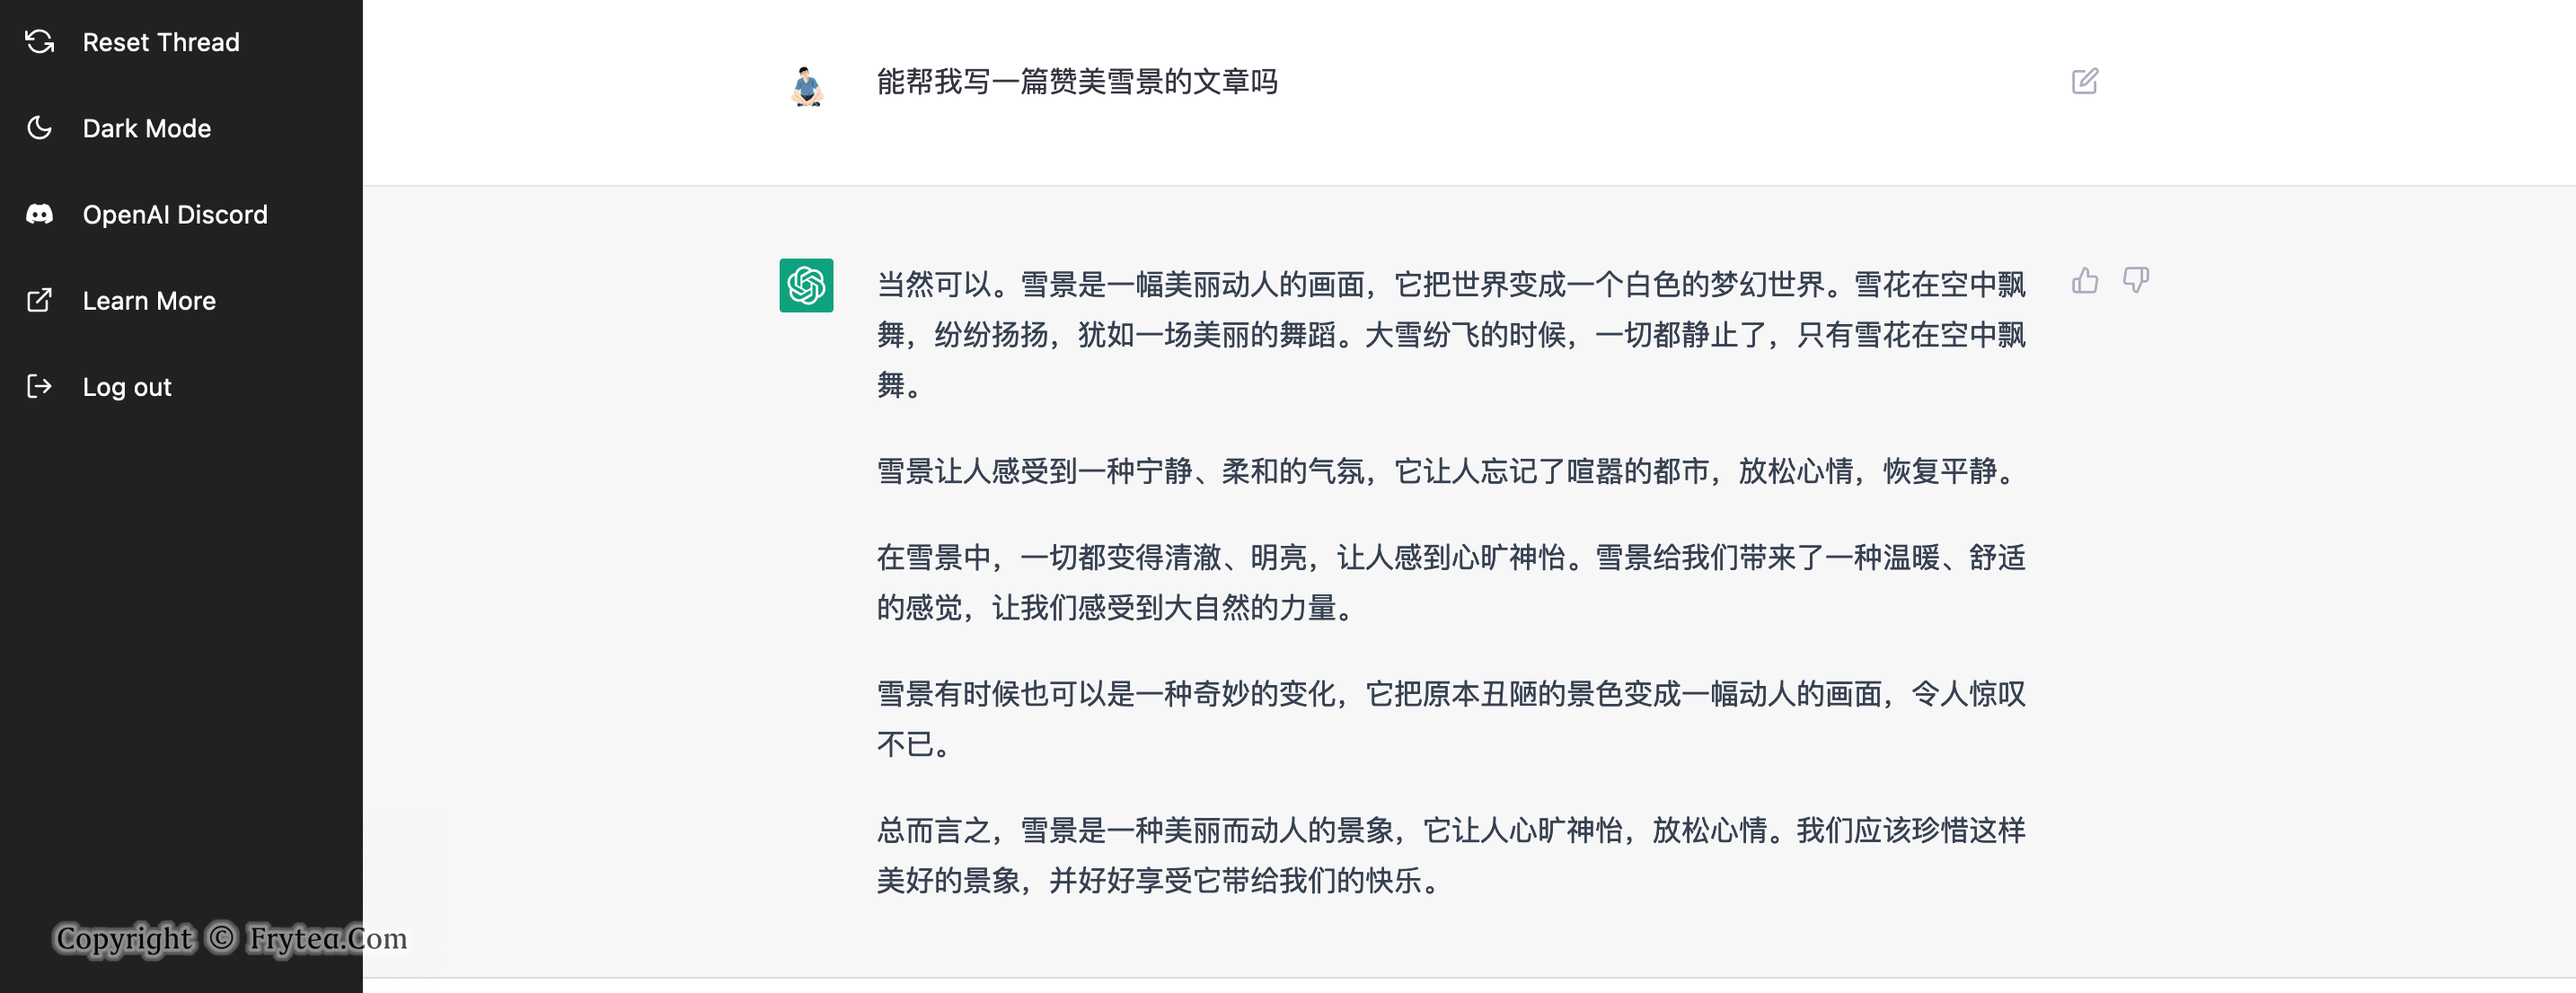 Reset Thread
Dark Mode
OpenAI Discord
Learn More
Log out
能帮我写一篇赞美雪景的文章吗
当然可以。雪景是一幅美丽动人的画面，它把世界变成一个白色的梦幻世界。雪花在空中飘
舞，纷纷扬扬，犹如一场美丽的舞蹈。大雪纷飞的时候，一切都静止了，只有雪花在空中飘
舞。
雪景让人感受到一种宁静、柔和的气氛，它让人忘记了喧嚣的都市，放松心情，恢复平静。
在雪景中，一切都变得清澈、明亮，让人感到心旷神怡。雪景给我们带来了一种温暖、舒适
的感觉，让我们感受到大自然的力量。
雪景有时候也可以是一种奇妙的变化，它把原本丑陋的景色变成一幅动人的画面，令人惊叹
不已。
总而言之，雪景是一种美丽而动人的景象，它让人心旷神怡，放松心情。我们应该珍惜这样
美好的景象，并好好享受它带给我们的快乐。
Copyright © Frytea.Com